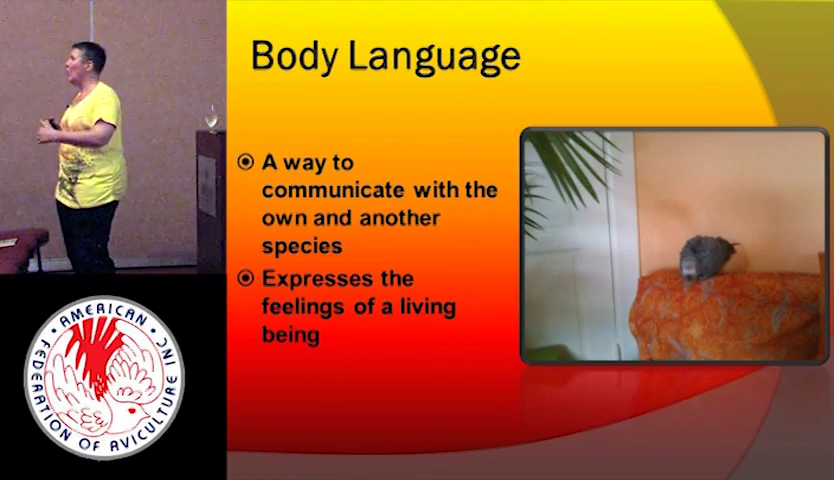 Body Language
A way to
communicate with the
own and another
species
Expresses the
feelings of a living
being
• AMERICAN •
FEDERATION OF AVICULTURE INC